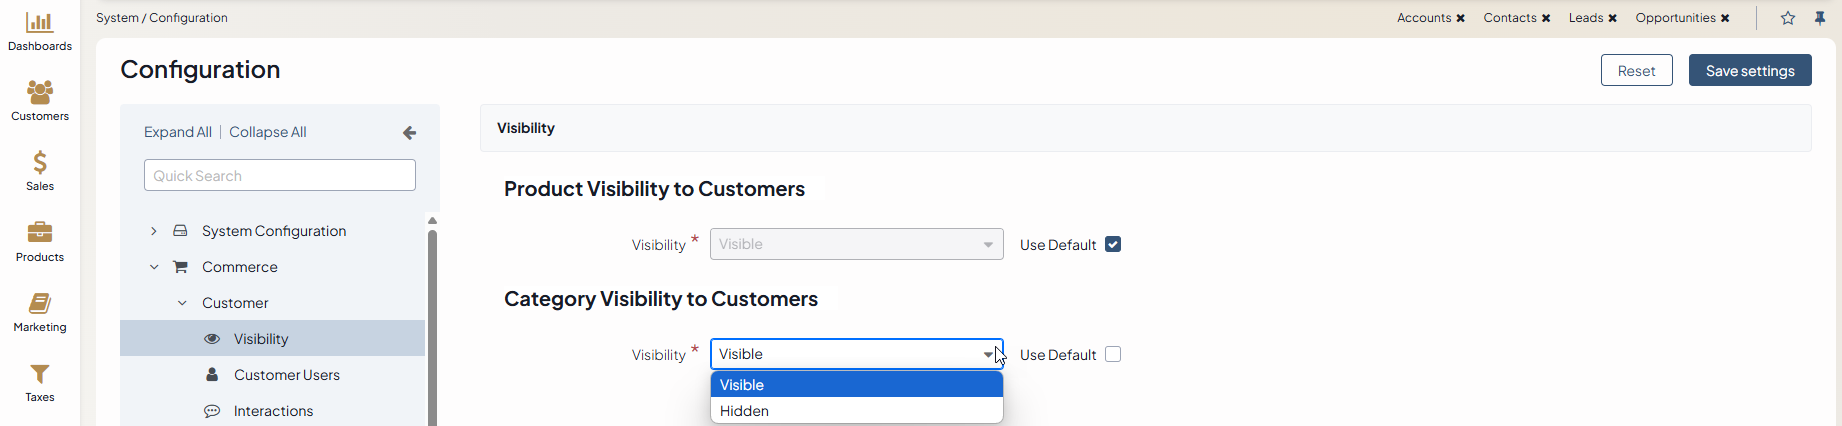 System / Configuration
Accounts ✖ Contacts ✖ Leads ✖ Opportunities ✖
Dashboards
Customers
Sales
Products
Marketing
Taxes
Configuration
Reset
Save settings
Expand All | Collapse All
Quick Search
System Configuration
Commerce
Customer
Visibility
Customer Users
Interactions
Visibility
Product Visibility to Customers
Visibility * Visible Use Default
Category Visibility to Customers
Visibility * Visible Use Default
Visible
Hidden